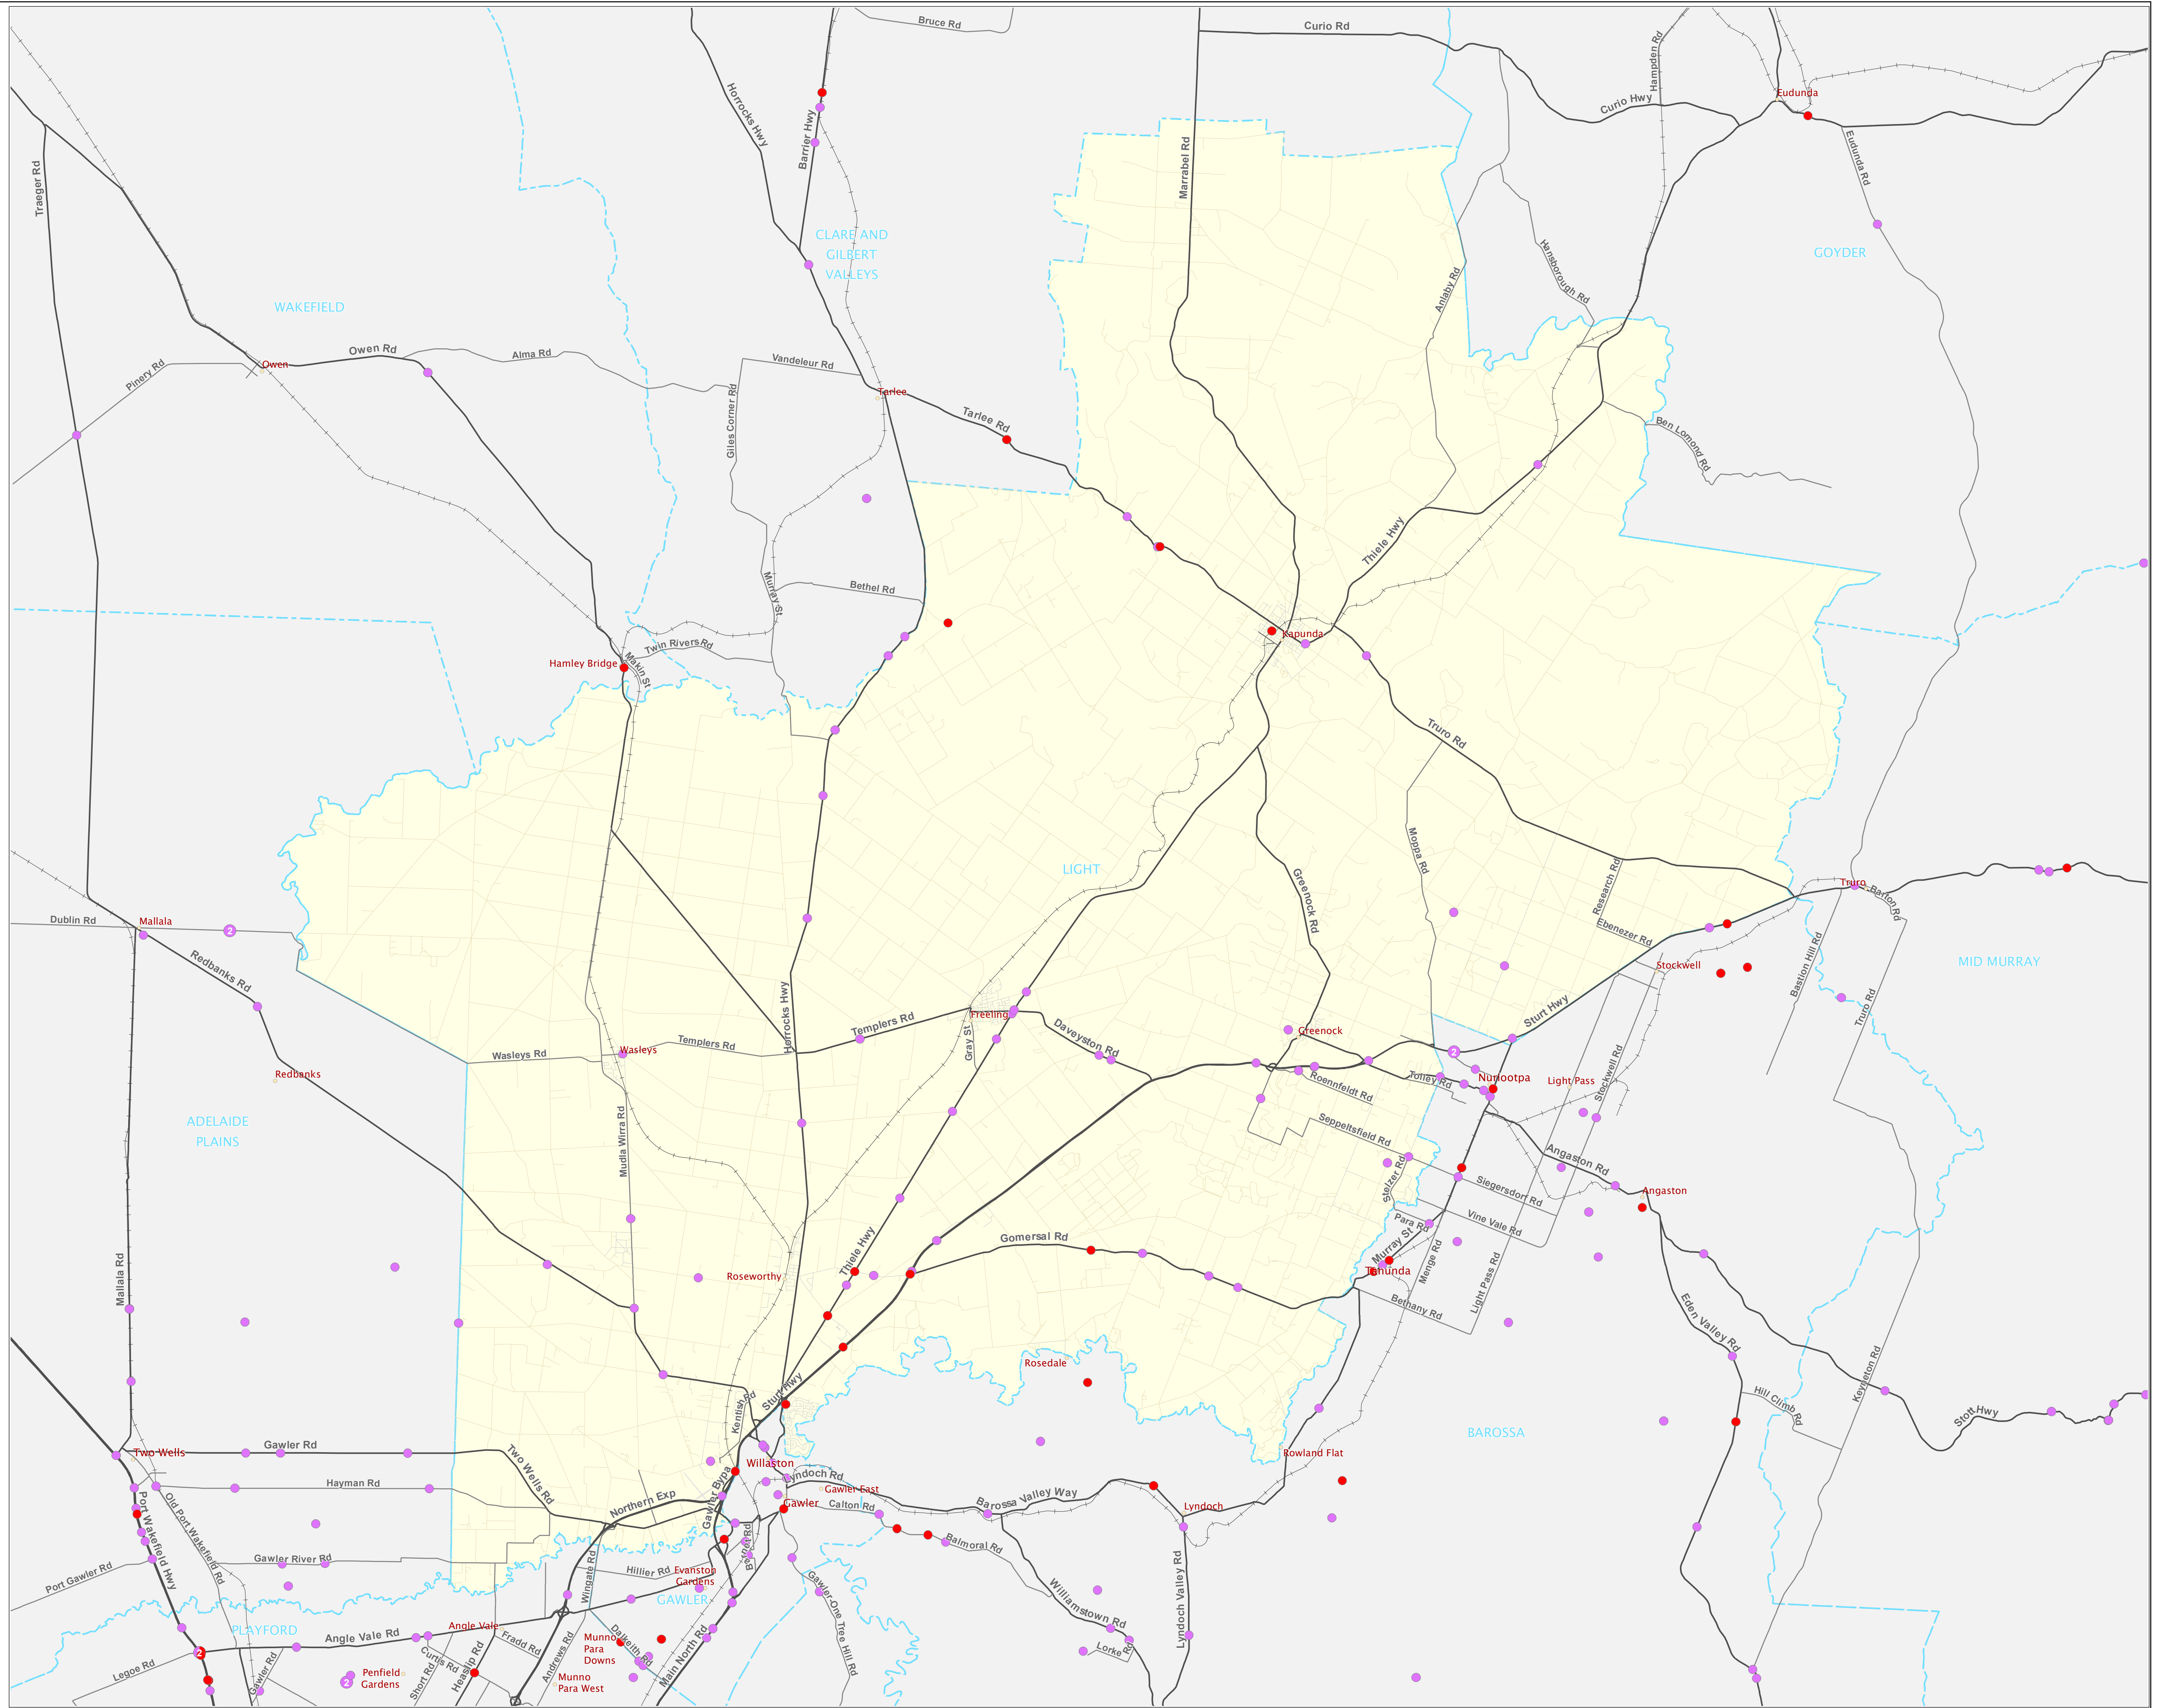 Bruce Rd
Curio Rd
Hampden Rd
Horrocks Hwy
Barrier Hwy
Eudunda
Curio Hwy
Marrabel Rd
Traeger Rd
Eudunda Rd
CLARE AND
GILBERT
VALLEYS
GOYDER
Hansborough Rd
Anlaby Rd
WAKEFIELD
Owen Rd
Alma Rd
Vandeleur Rd
Owen
Pinery Rd
Tarlee
Giles Corner Rd
Tarlee Rd
Ben Lomond Rd
Thiele Hwy
Murray St
Bethel Rd
Kapunda
Twin Rivers Rd
Hamley Bridge
Makin St
Truro Rd
Moppa Rd
LIGHT
Greenock Rd
Research Rd
Truro
Barton Rd
Dublin Rd
Mallala
2
Ebenezer Rd
Redbanks Rd
Stockwell
Bastion Hill Rd
MID MURRAY
Truro Rd
Horrocks Hwy
Freeling
Sturt Hwy
Templers Rd
Daveyston Rd
Greenock
Gray St
Wasleys
Templers Rd
Wasleys Rd
2
Redbanks
Nuriootpa
Tolley Rd
Roennfeldt Rd
Light Pass
Stockwell Rd
ADELAIDE
PLAINS
Seppeltsfield Rd
Mudla Wirra Rd
Angaston Rd
Stelzer Rd
Siegersdorf Rd
Angaston
Para Rd
Vine Vale Rd
Gomersal Rd
Murray St
Menge Rd
Thiele Hwy
Mallala Rd
Roseworthy
Tanunda
Light Pass Rd
Bethany Rd
Eden Valley Rd
Rosedale
Keyneton Rd
Sturt Hwy
Hill Climb Rd
Kentish Rd
Stott Hwy
BAROSSA
Gawler Rd
Two Wells
Rowland Flat
Two Wells Rd
Willaston
Lyndoch Rd
Hayman Rd
Gawler East
Barossa Valley Way
Northern Exp
Gawler Bypa
Gawler
Calton Rd
Lyndoch
Port Wakefield Hwy
Old Port Wakefield Rd
Balmoral Rd
Gawler River Rd
Port Gawler Rd
Wingate Rd
Hillier Rd
Evanston
Gardens
Gawler-One Tree Hill Rd
GAWLER
Williamstown Rd
Lyndoch Valley Rd
PLAYFORD
Angle Vale
Angle Vale Rd
Munno
Para
Downs
Dalkeith Rd
Fradd Rd
Main North Rd
Lorke Rd
2
Legoe Rd
Curtis Rd
Heaslip Rd
Andrews Rd
Short Rd
Gawler Rd
Penfield
Gardens
2
Munno
Para West